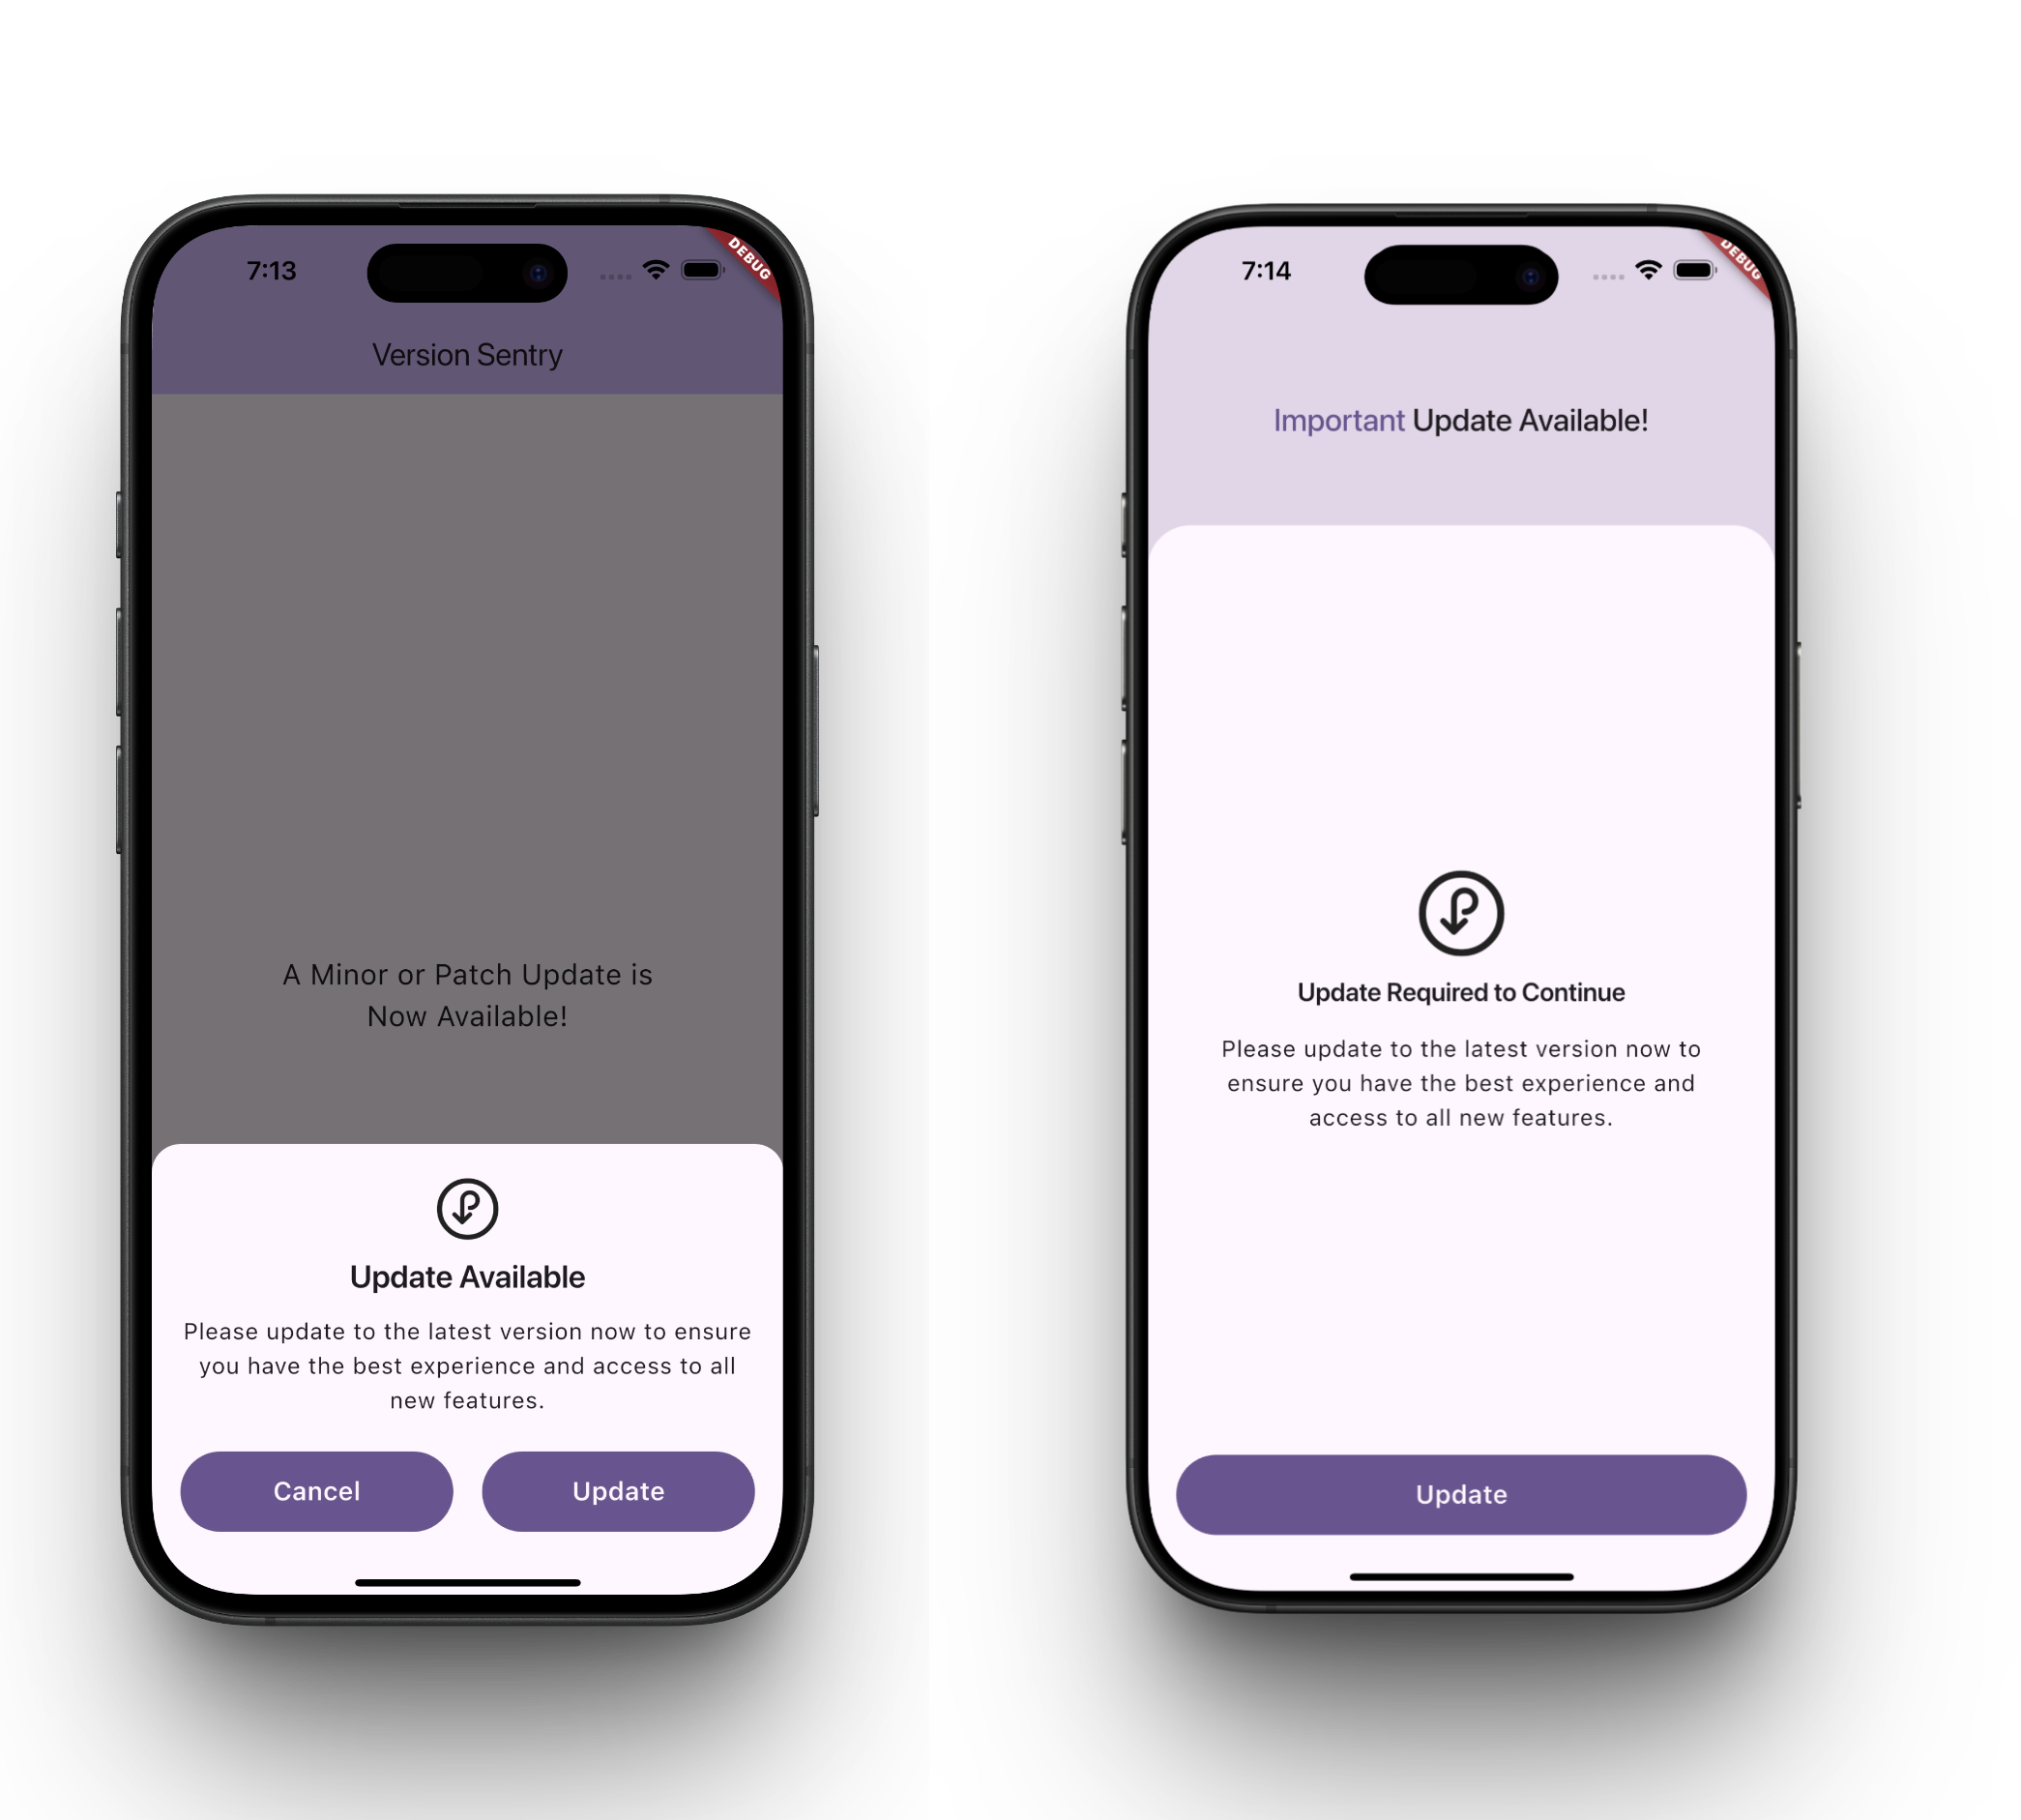 7:13
DEBUG
Version Sentry
A Minor or Patch Update is
Now Available!
Update Available
Please update to the latest version now to ensure
you have the best experience and access to all
new features.
Cancel
Update
7:14
DEBUG
Important Update Available!
Update Required to Continue
Please update to the latest version now to
ensure you have the best experience and
access to all new features.
Update